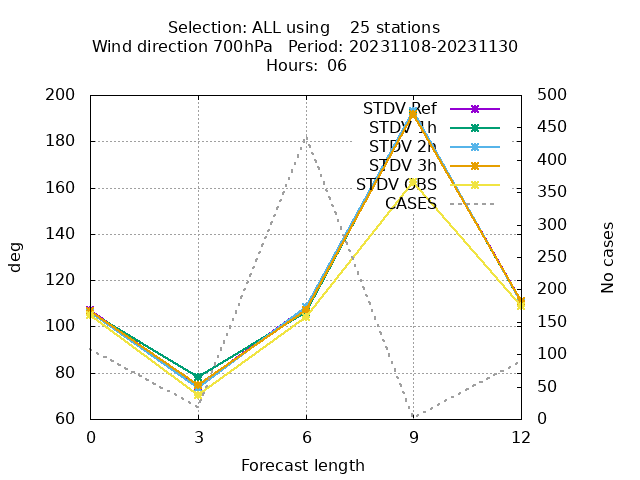 Selection: ALL using    25 stations
Wind direction 700hPa   Period: 20231108-20231130
Hours: 06
200
180
160
140
120
100
80
60
500
450
400
350
300
250
200
150
100
50
0
STDV Ref
STDV 1h
STDV 2h
STDV 3h
STDV OBS
CASES
deg
No cases
0 3 6 9 12
Forecast length